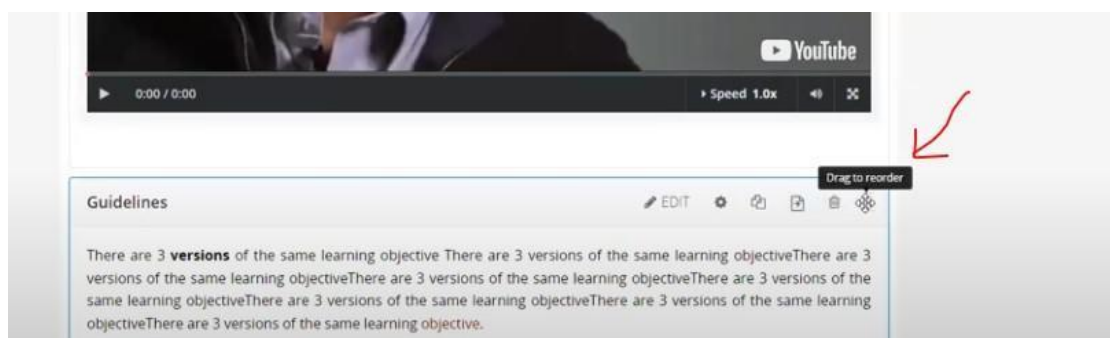 YouTube
0:00 / 0:00
Speed 1.0x
Drag to reorder
Guidelines
EDIT
There are 3 versions of the same learning objective There are 3 versions of the same learning objectiveThere are 3
versions of the same learning objectiveThere are 3 versions of the same learning objectiveThere are 3 versions of the
same learning objectiveThere are 3 versions of the same learning objectiveThere are 3 versions of the same learning
objectiveThere are 3 versions of the same learning objective.